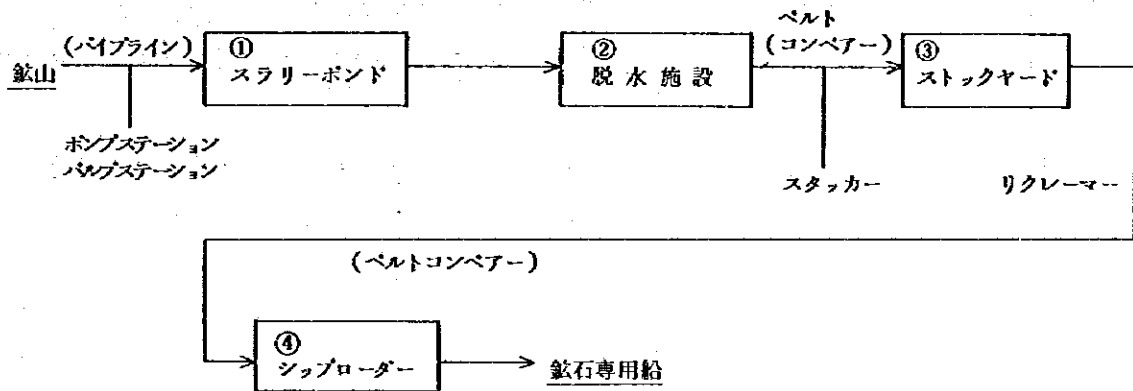 (パイプライン)
鉱山
①
スラリーポンド
②
脱水施設
ベルト
(コンベアー)
③
ストックヤード
ポンプステーション
バルブステーション
スタッカー
リクレーマー
(ベルトコンベアー)
④
シップローダー
鉱石専用船